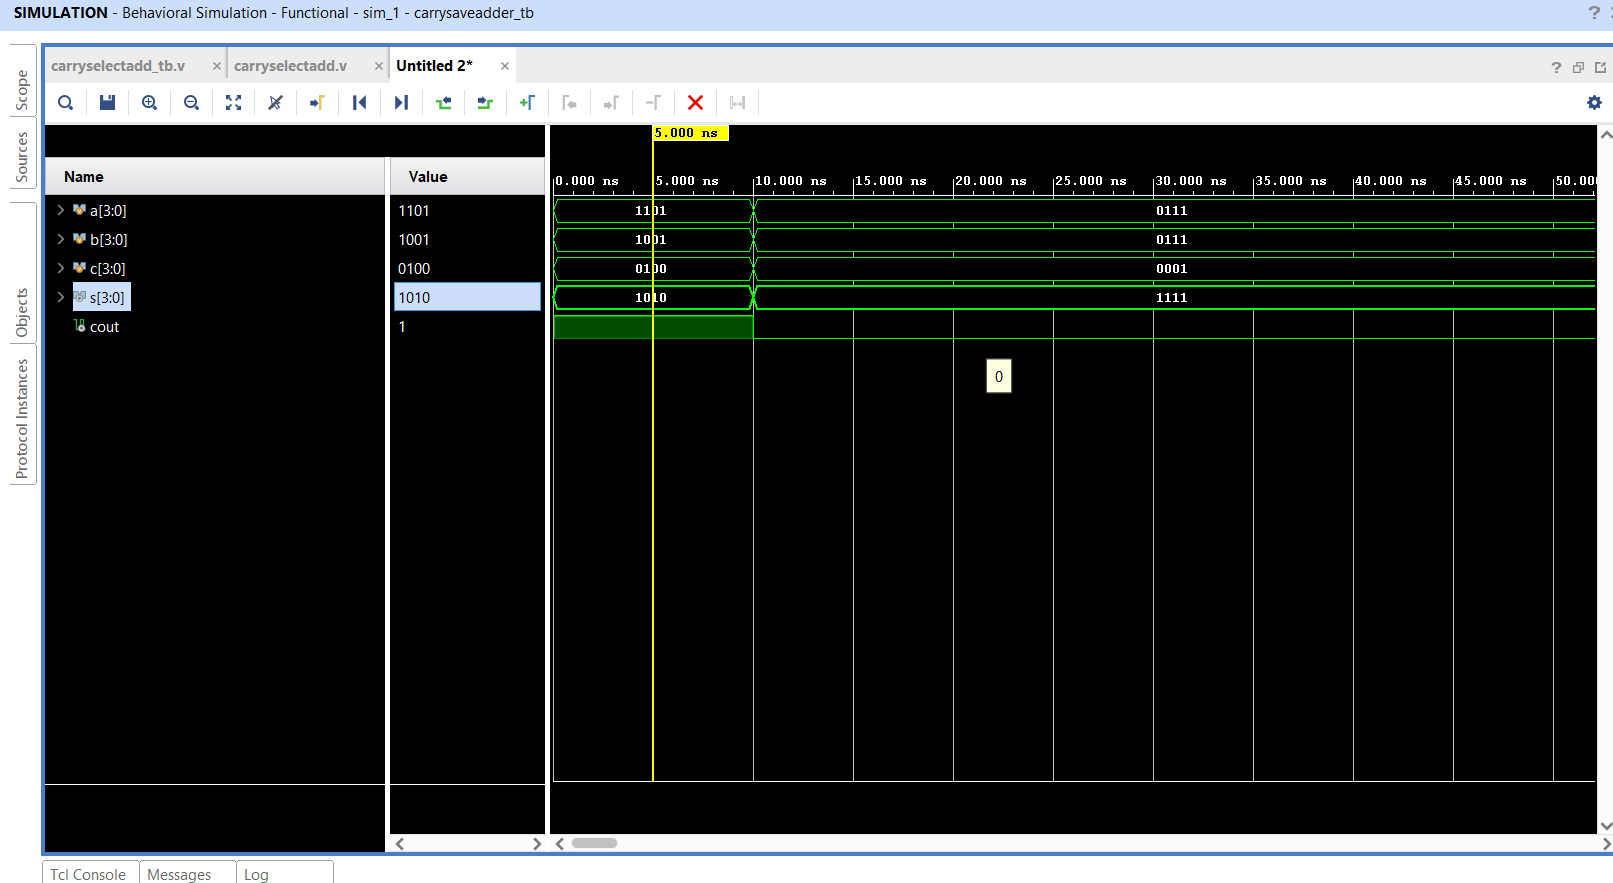 SIMULATION - Behavioral Simulation - Functional - sim_1 - carrysaveadder_tb ?
Scope
Sources
Objects
Protocol Instances
carryselectadd_tb.v × carryselectadd.v × Untitled 2* × ?
5.000 ns
Name Value
0.000 ns 5.000 ns 10.000 ns 15.000 ns 20.000 ns 25.000 ns 30.000 ns 35.000 ns 40.000 ns 45.000 ns 50.00
a[3:0] 1101 1101 0111
b[3:0] 1001 1001 0111
c[3:0] 0100 0100 0001
s[3:0] 1010 1010 1111
cout 1
0
Tcl Console Messages Log